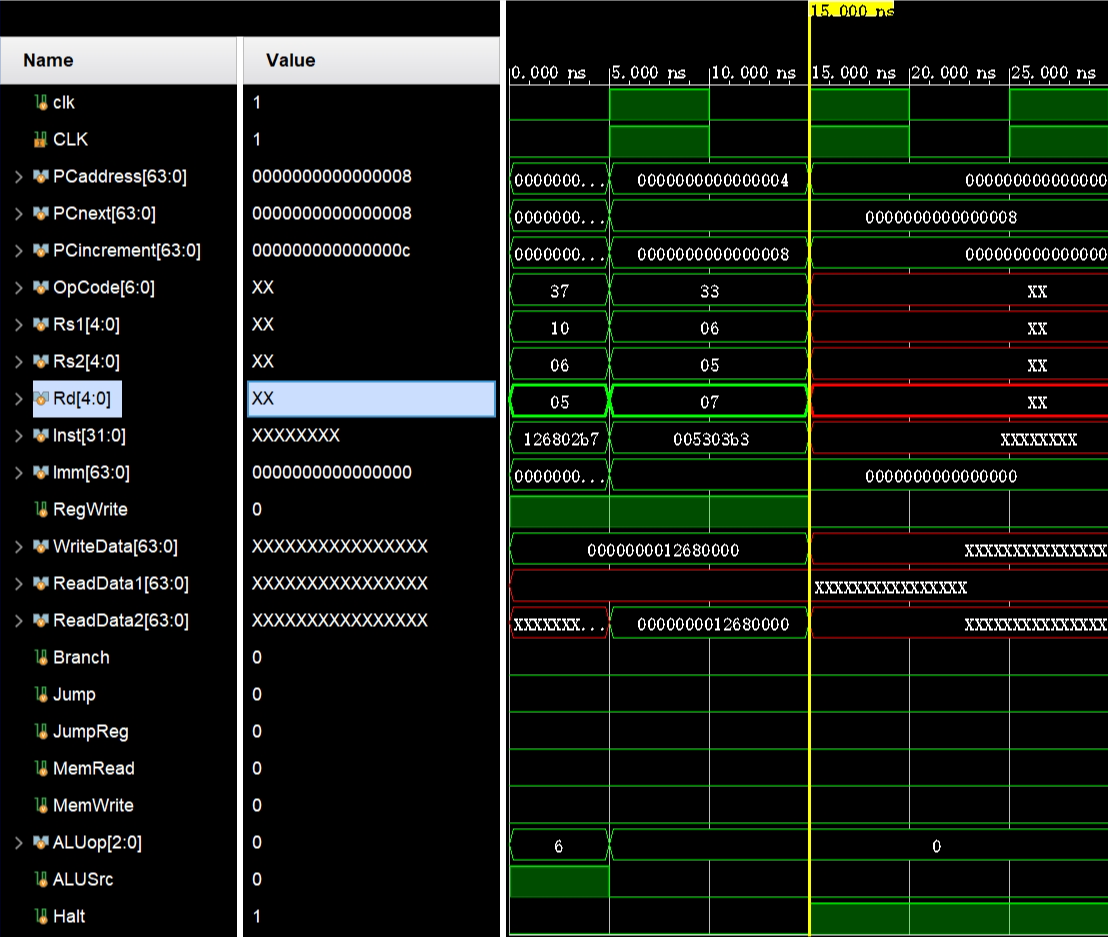 15.000 ns
Name Value 0.000 ns 5.000 ns 10.000 ns 15.000 ns 20.000 ns 25.000 ns
clk 1
CLK 1
PCaddress[63:0] 0000000000000008 0000000... 0000000000000004 000000000000000
PCnext[63:0] 0000000000000008 0000000... 0000000000000008
PCincrement[63:0] 000000000000000c 0000000... 0000000000000008 000000000000000
OpCode[6:0] XX 37 33 XX
Rs1[4:0] XX 10 06 XX
Rs2[4:0] XX 06 05 XX
Rd[4:0] XX 05 07 XX
Inst[31:0] XXXXXXXX 126802b7 005303b3 XXXXXXXX
Imm[63:0] 0000000000000000 0000000... 0000000000000000
RegWrite 0
WriteData[63:0] XXXXXXXXXXXXXXXX 0000000012680000 XXXXXXXXXXXXXXX
ReadData1[63:0] XXXXXXXXXXXXXXXX XXXXXXXXXXXXXXXX
ReadData2[63:0] XXXXXXXXXXXXXXXX XXXXXXX... 0000000012680000 XXXXXXXXXXXXXXX
Branch 0
Jump 0
JumpReg 0
MemRead 0
MemWrite 0
ALUop[2:0] 0 6 0
ALUSrc 0
Halt 1